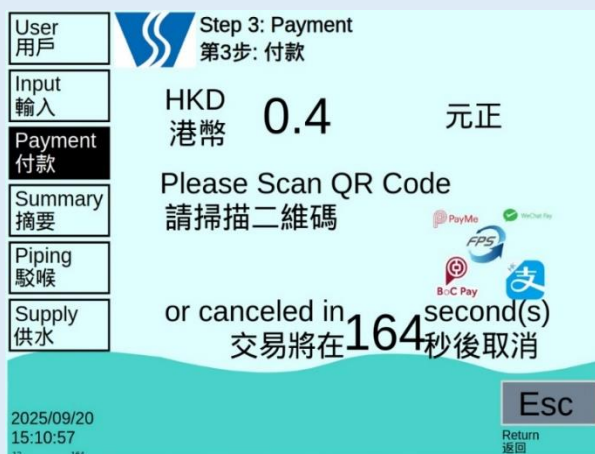 User
用戶
Input
輸入
Payment
付款
Summary
摘要
Piping
駁喉
Supply
供水
Step 3: Payment
第3步: 付款
HKD 0.4 元正
港幣
Please Scan QR Code
請掃描二維碼
PayMe
WeChat Pay
FPS
BoC Pay
支
or canceled in 164 second(s)
交易將在 秒後取消
2025/09/20
15:10:57
Esc
Return
返回